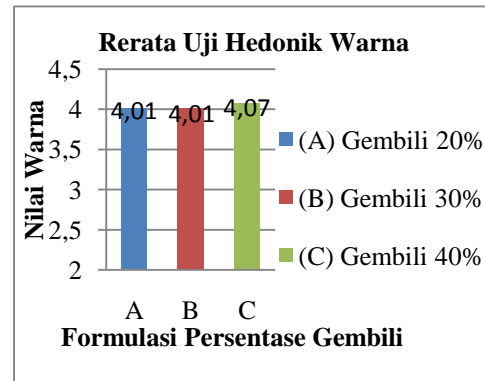 Rerata Uji Hedonik Warna
Nilai Warna
4,5
4
3,5
3
2,5
2
4,01
4,01
4,07
A
B
C
Formulasi Persentase Gembili
(A) Gembili 20%
(B) Gembili 30%
(C) Gembili 40%